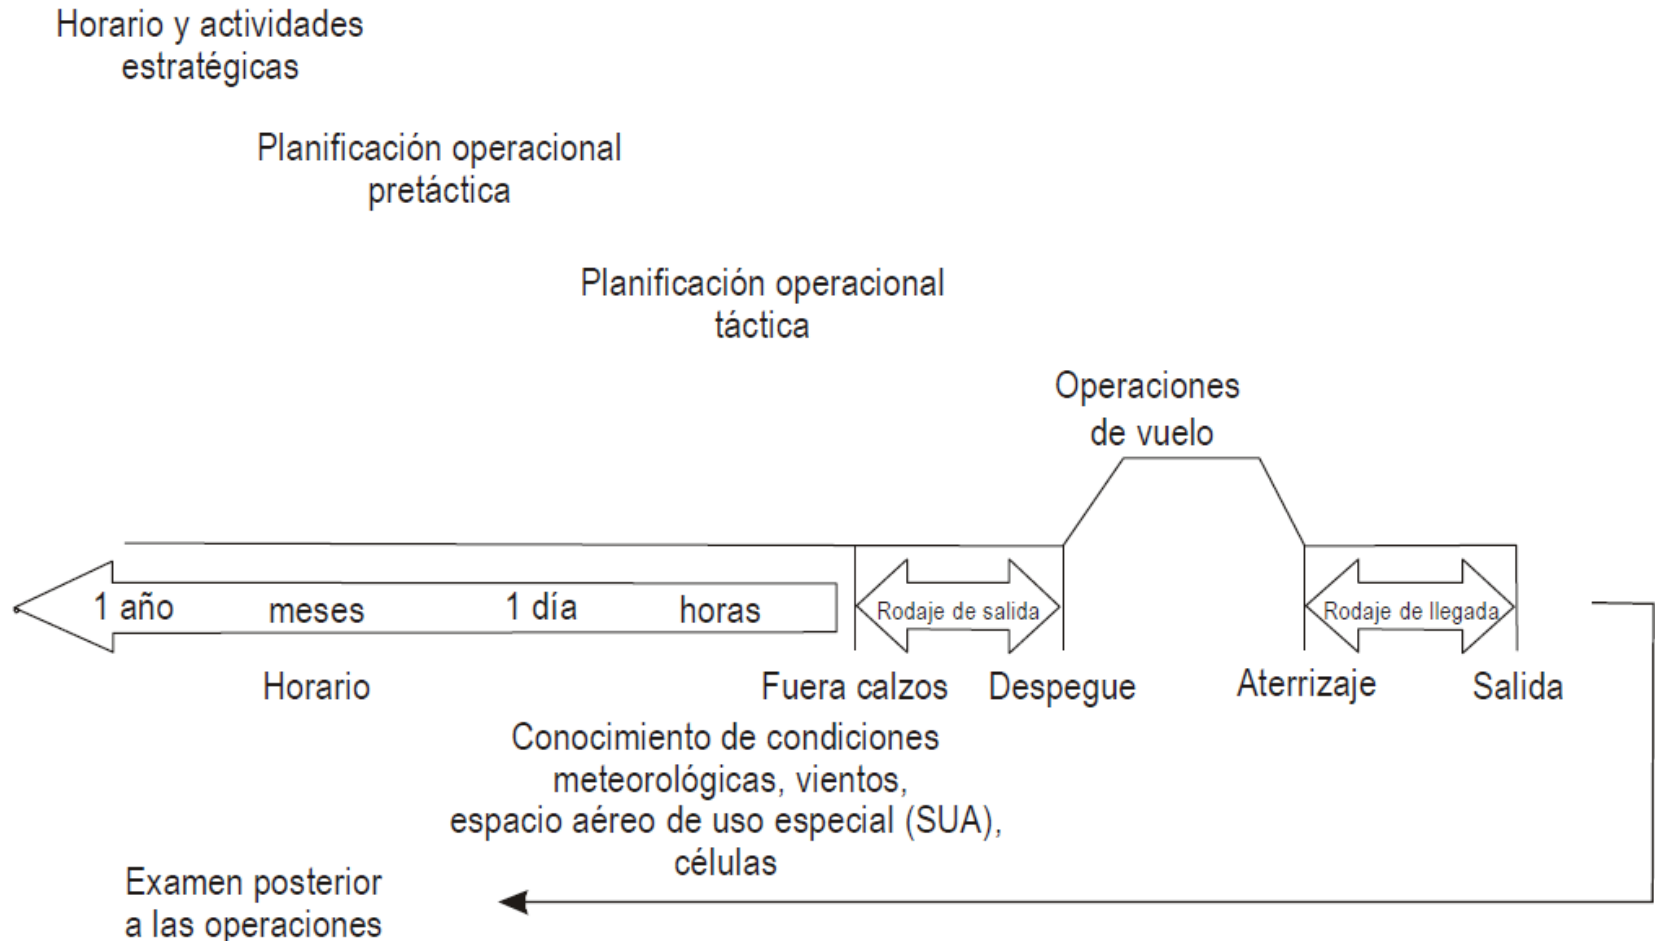 Horario y actividades
estratégicas
Planificación operacional
pretáctica
Planificación operacional
táctica
Operaciones
de vuelo
1 año
meses
1 día
horas
Rodaje de salida
Rodaje de llegada
Horario
Fuera calzos
Despegue
Aterrizaje
Salida
Conocimiento de condiciones
meteorológicas, vientos,
espacio aéreo de uso especial (SUA),
células
Examen posterior
a las operaciones